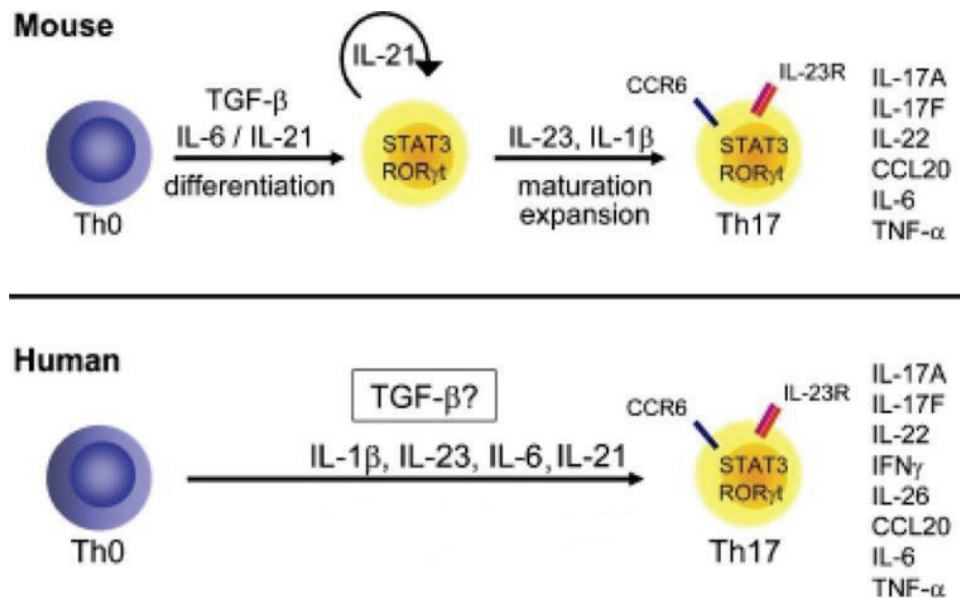 Mouse
IL-21
TGF-β
IL-6 / IL-21
differentiation
Th0
STAT3
RORγt
IL-23, IL-1β
maturation
expansion
CCR6
IL-23R
STAT3
RORγt
Th17
IL-17A
IL-17F
IL-22
CCL20
IL-6
TNF-α
Human
TGF-β?
IL-1β, IL-23, IL-6, IL-21
Th0
CCR6
IL-23R
STAT3
RORγt
Th17
IL-17A
IL-17F
IL-22
IFNγ
IL-26
CCL20
IL-6
TNF-α